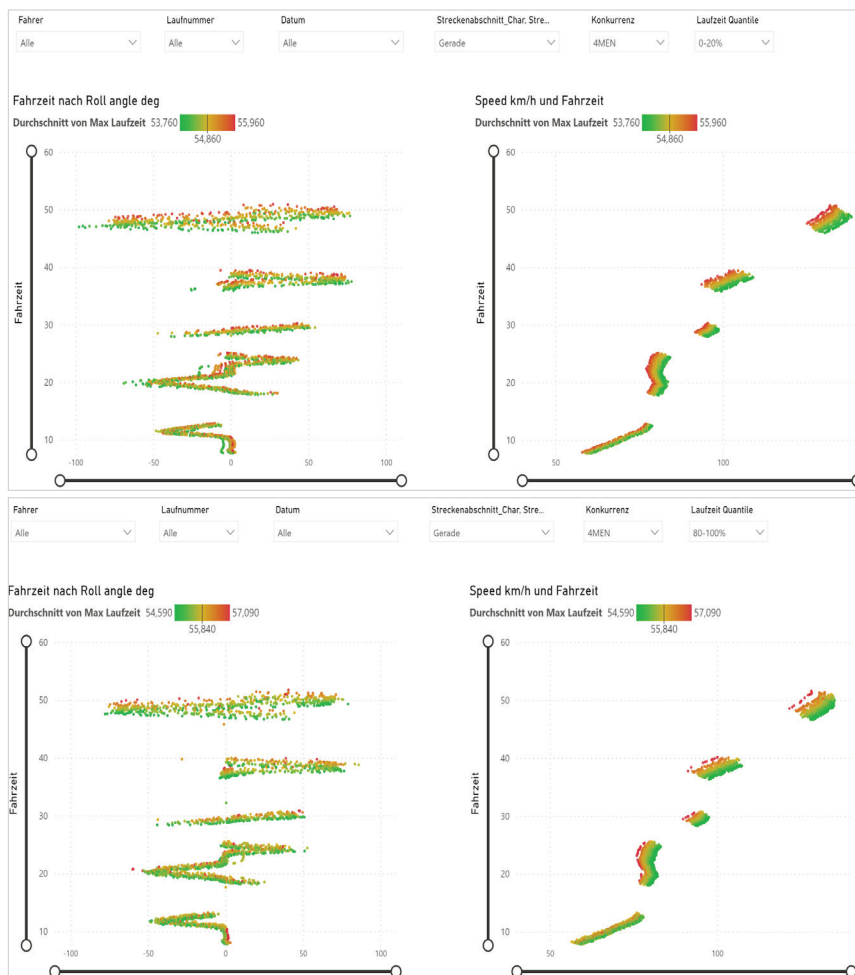 Fahrer Laufnummer Datum Streckenabschnitt_Char, Stre... Konkurrenz Laufzeit Quantile
Alle Alle Alle Gerade 4MEN 0-20%
Fahrzeit nach Roll angle deg Speed km/h und Fahrzeit
Durchschnitt von Max Laufzeit 53,760 55,960 Durchschnitt von Max Laufzeit 53,760 55,960
54,860 54,860
60 60
50 50
40 40
Fahrzeit Fahrzeit
30 30
20 20
10 10
-100 -50 0 50 100 50 100
Fahrer Laufnummer Datum Streckenabschnitt_Char, Stre... Konkurrenz Laufzeit Quantile
Alle Alle Alle Gerade 4MEN 80-100%
Fahrzeit nach Roll angle deg Speed km/h und Fahrzeit
Durchschnitt von Max Laufzeit 54,590 57,090 Durchschnitt von Max Laufzeit 54,590 57,090
55,840 55,840
60 60
50 50
40 40
Fahrzeit Fahrzeit
30 30
20 20
10 10
-100 -50 0 50 100 50 100